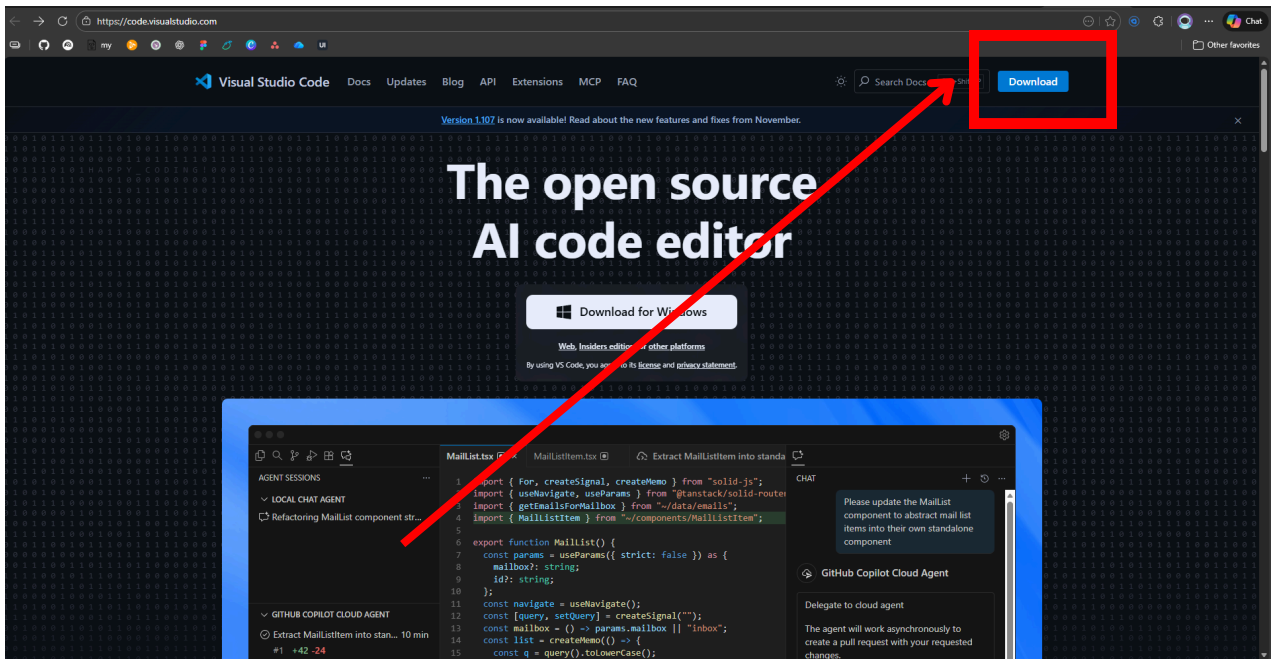 https://code.visualstudio.com
Chat
my
UI
Other favorites
Visual Studio Code
Docs
Updates
Blog
API
Extensions
MCP
FAQ
Search Docs
Download
Version 1.107 is now available! Read about the new features and fixes from November.
The open source
AI code editor
Download for Windows
Web, Insiders edition, or other platforms
By using VS Code, you agree to its license and privacy statement.
AGENT SESSIONS
LOCAL CHAT AGENT
Refactoring MailList component str...
GITHUB COPILOT CLOUD AGENT
Extract MailListItem into stan... 10 min
#1 +42 -24
MailList.tsx
MailListItem.tsx
Extract MailListItem into standa
1 import { For, createSignal, createMemo } from "solid-js";
import { useNavigate, useParams } from "@tanstack/solid-router
3 import { getEmailsForMailbox } from "~/data/emails";
4 import { MailListItem } from "~/components/MailListItem";
5
6 export function MailList() {
7 const params = useParams({ strict: false }) as {
8 mailbox?: string;
9 id?: string;
10 };
11 const navigate = useNavigate();
12 const [query, setQuery] = createSignal("");
13 const mailbox = () => params.mailbox || "inbox";
14 const list = createMemo(() => {
15 const q = query().toLowerCase();
CHAT
Please update the MailList
component to abstract mail list
items into their own standalone
component
GitHub Copilot Cloud Agent
Delegate to cloud agent
The agent will work asynchronously to
create a pull request with your requested
changes.